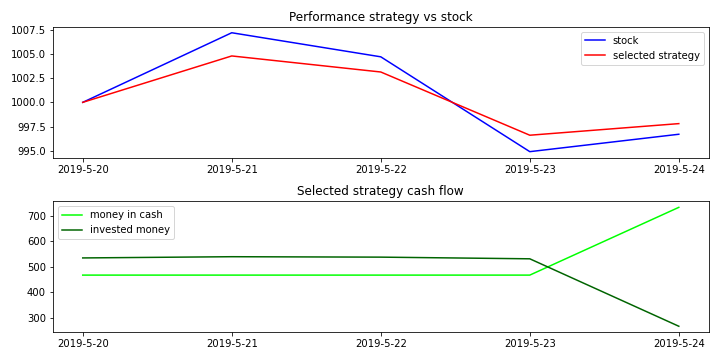 Performance strategy vs stock
1007.5
1005.0
1002.5
1000.0
997.5
995.0
stock
selected strategy
2019-5-20 2019-5-21 2019-5-22 2019-5-23 2019-5-24
Selected strategy cash flow
700
600
500
400
300
money in cash
invested money
2019-5-20 2019-5-21 2019-5-22 2019-5-23 2019-5-24